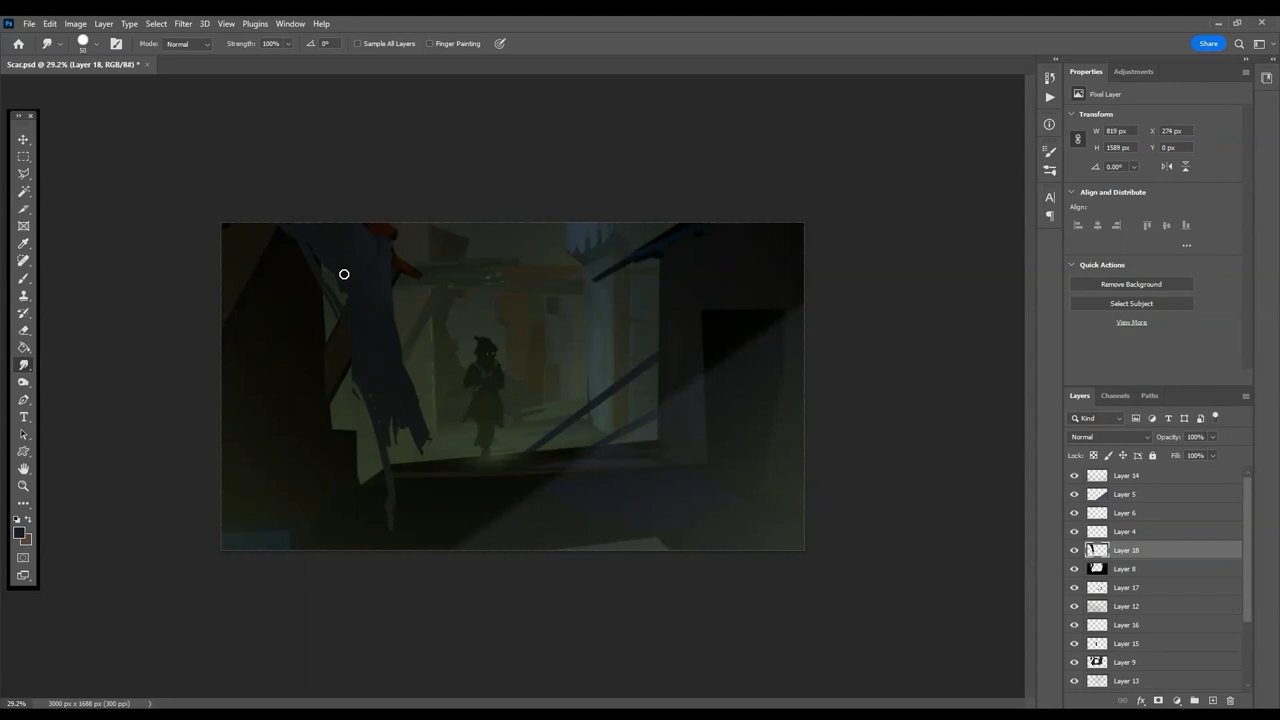 Ps File Edit Image Layer Type Select Filter 3D View Plugins Window Help
50 Mode: Normal Strength: 100% 0° Sample All Layers Finger Painting Share
Scar.psd @ 29.2% (Layer 18, RGB/8#) * ×
Properties Adjustments
Pixel Layer
Transform
W 819 px X 274 px
H 1589 px Y 0 px
0.00°
Align and Distribute
Align:
Quick Actions
Remove Background
Select Subject
View More
Layers Channels Paths
Kind
Normal Opacity: 100%
Lock: Fill: 100%
Layer 14
Layer 5
Layer 6
Layer 4
Layer 18
Layer 8
Layer 17
Layer 12
Layer 16
Layer 15
Layer 9
Layer 13
29.2% 3000 px x 1688 px (300 ppi)